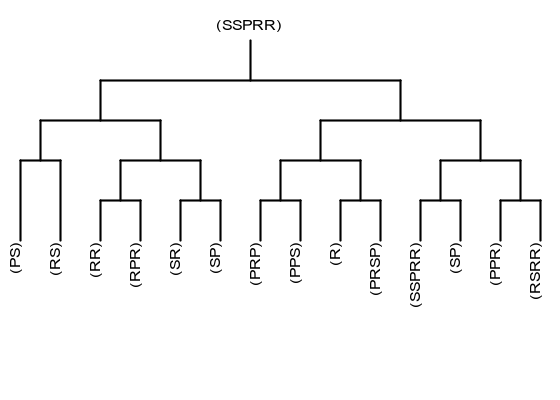 (SSPRR)
(PS)
(RS)
(RR)
(RPR)
(SR)
(SP)
(PRP)
(PPS)
(R)
(PRSP)
(SSPRR)
(SP)
(PPR)
(RSRR)